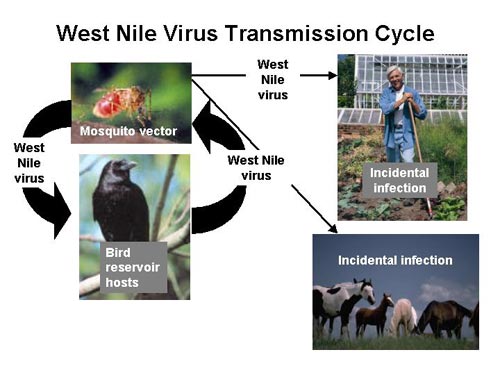 West Nile Virus Transmission Cycle
West
Nile
virus
Mosquito vector
West
Nile
virus
West Nile
virus
Incidental
infection
Bird
reservoir
hosts
Incidental infection